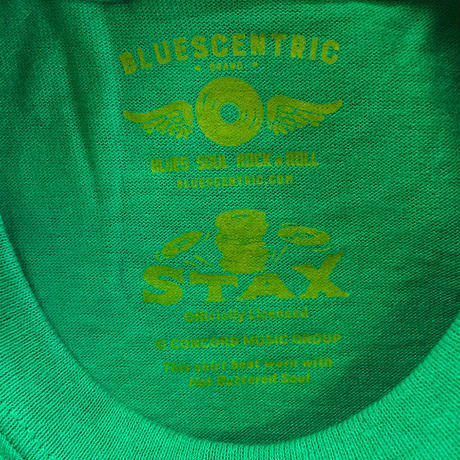 BLUESCENTRIC
BRAND
BLUES SOUL ROCK & ROLL
BLUESCENTRIC.COM
STAX
Officially Licensed
© CONCORD MUSIC GROUP
This shirt best worn with
Hot Buttered Soul